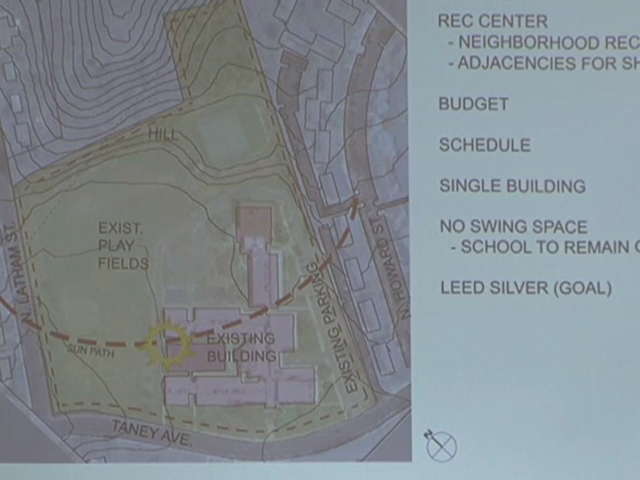 REC CENTER
- NEIGHBORHOOD REC
- ADJACENCIES FOR
BUDGET
SCHEDULE
SINGLE BUILDING
NO SWING SPACE
- SCHOOL TO REMAIN
LEED SILVER (GOAL)
HILL
EXIST.
PLAY
FIELDS
N LATHAM ST.
SUN PATH
EXISTING
BUILDING
EXISTING PARKING
N. HOWARD ST.
TANEY AVE.